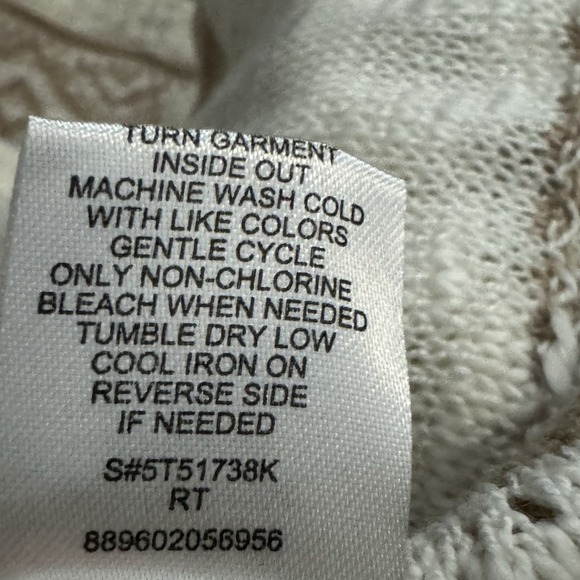 TURN GARMENT
INSIDE OUT
MACHINE WASH COLD
WITH LIKE COLORS
GENTLE CYCLE
ONLY NON-CHLORINE
BLEACH WHEN NEEDED
TUMBLE DRY LOW
COOL IRON ON
REVERSE SIDE
IF NEEDED
S#5T51738K
RT
889602056956